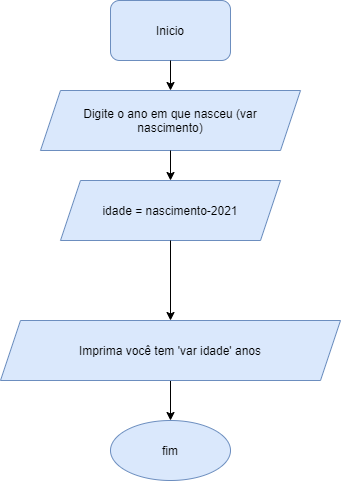 Inicio
Digite o ano em que nasceu (var
nascimento)
idade = nascimento-2021
Imprima você tem 'var idade' anos
fim